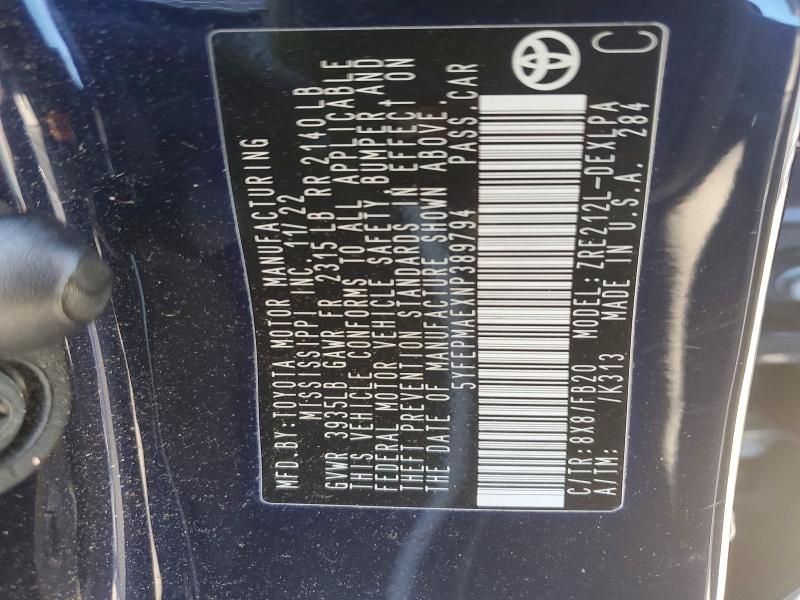 MFD.BY:TOYOTA MOTOR MANUFACTURING
MISSISSIPPI INC 11/22
GVWR 3935LB GAWR FR 2315 LB RR 2140 LB
THIS VEHICLE CONFORMS TO ALL APPLICABLE
FEDERAL MOTOR VEHICLE SAFETY BUMPER AND
THEFT PREVENTION STANDARDS IN EFFECT ON
THE DATE OF MANUFACTURE SHOWN ABOVE.
5YFEPMAEXNP389794 PASS.CAR
C/TR: 8X8/FB20 MODEL: ZRE212L-DEXLPA
A/TM: /K313 MADE IN U.S.A. 284
C